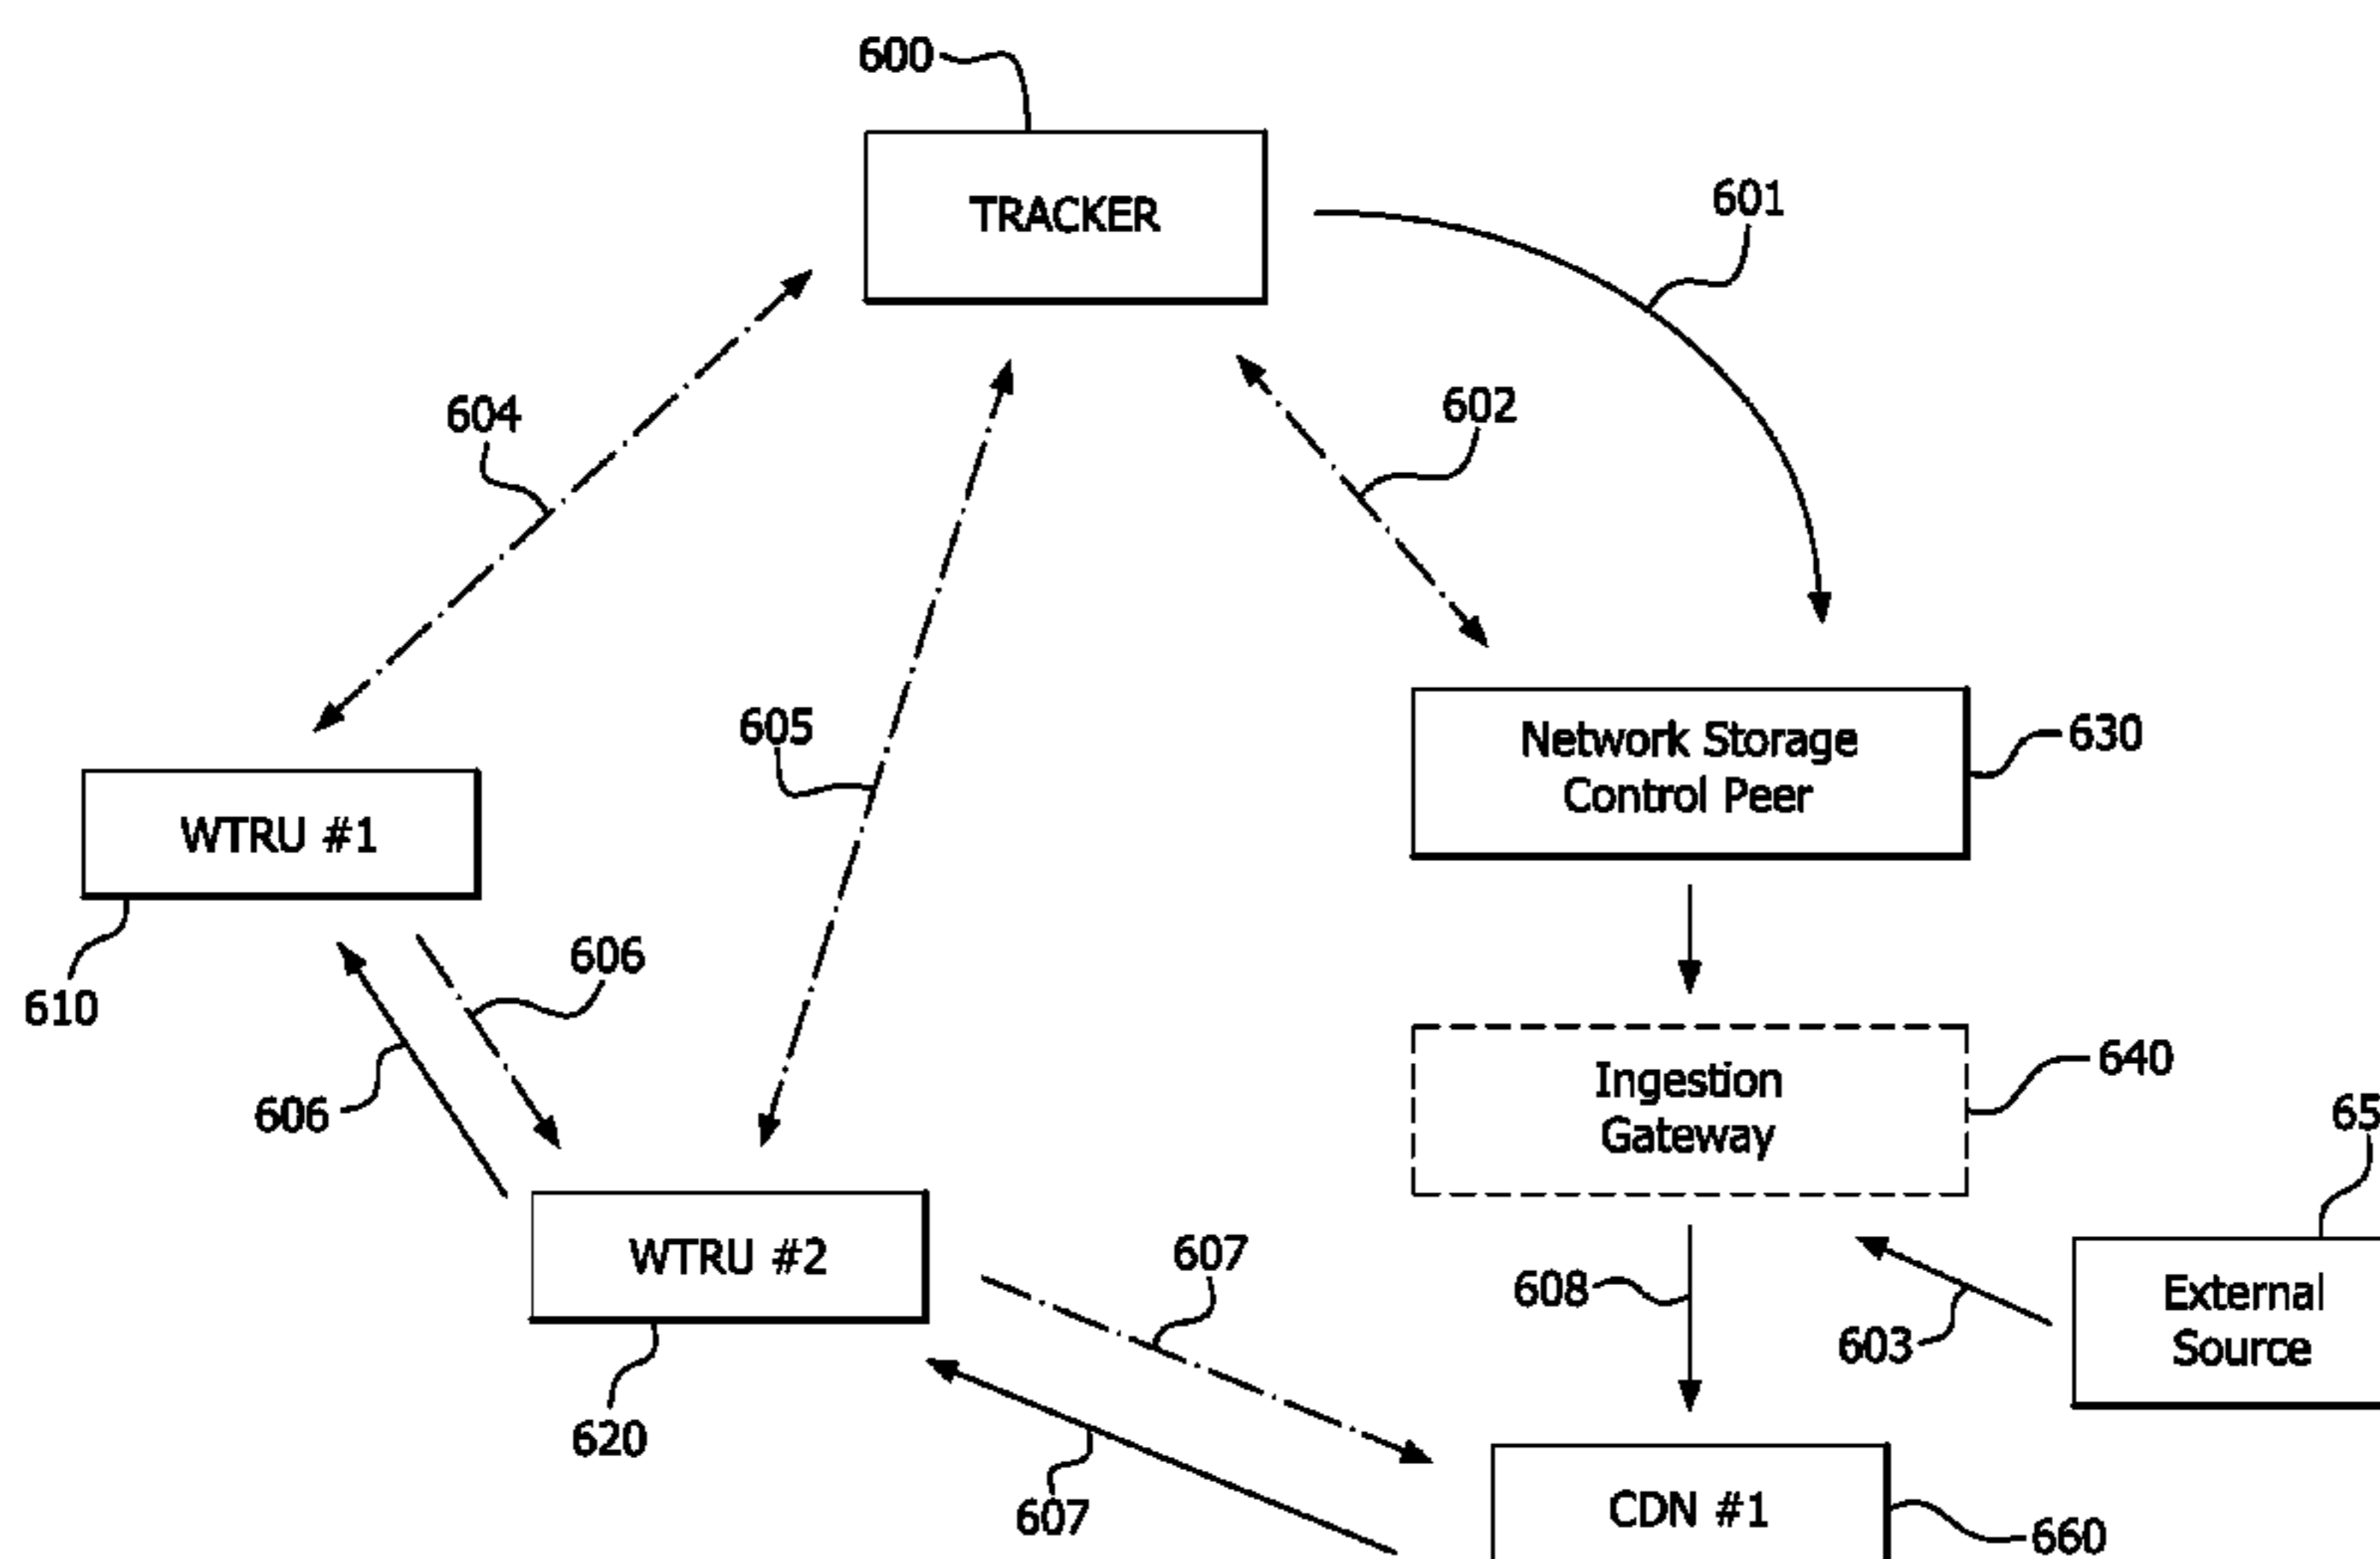 600
TRACKER
601
602
604
605
Network Storage
Control Peer
630
WTRU #1
610
606
606
Ingestion
Gateway
640
65
WTRU #2
620
607
607
608
603
External
Source
CDN #1
660